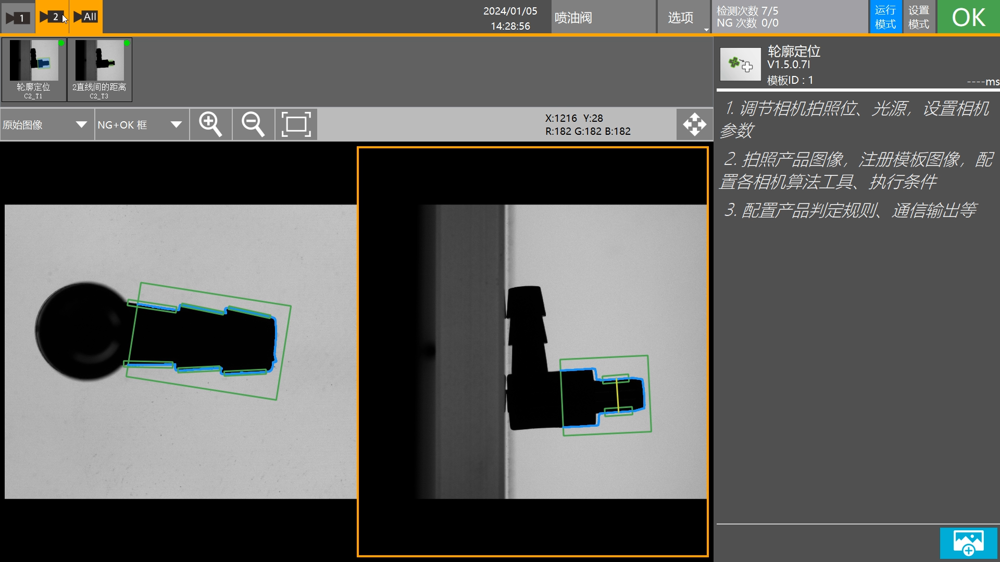 1
2
All
2024/01/05
14:28:56
喷油阀
选项
检测次数 7/5
NG 次数 0/0
运行
模式
设置
模式
OK
轮廓定位
C2_T1
2直线间的距离
C2_T3
原始图像
NG+OK 框
X:1216 Y:28
R:182 G:182 B:182
轮廓定位
V1.5.0.7I
模板ID : 1
----ms
1. 调节相机拍照位、光源，设置相机
参数
2. 拍照产品图像，注册模板图像，配
置各相机算法工具、执行条件
3. 配置产品判定规则、通信输出等